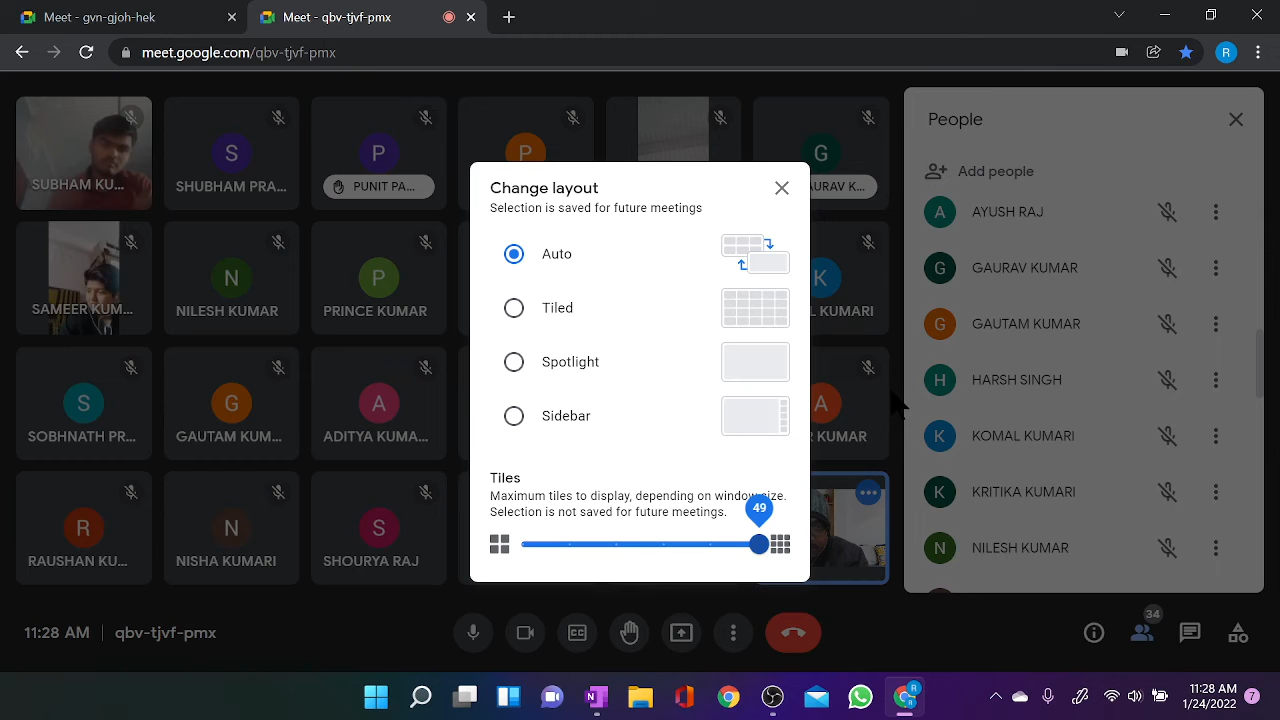 Meet - gvn-gjoh-hek
Meet - qbv-tjvf-pmx
meet.google.com/qbv-tjvf-pmx
R
SUBHAM KU...
S
SHUBHAM PRA...
P
PUNIT PA...
P
G
AURAV K...
SAMEER KUM...
N
NILESH KUMAR
P
PRINCE KUMAR
K
L KUMARI
S
SOBHNATH PR...
G
GAUTAM KUM...
A
ADITYA KUMA...
A
R KUMAR
R
RAUSHAN KU...
N
NISHA KUMARI
S
SHOURYA RAJ
Change layout
Selection is saved for future meetings
Auto
Tiled
Spotlight
Sidebar
Tiles
Maximum tiles to display, depending on window size.
Selection is not saved for future meetings.
49
People
Add people
A AYUSH RAJ
G GAURAV KUMAR
G GAUTAM KUMAR
H HARSH SINGH
K KOMAL KUMARI
K KRITIKA KUMARI
N NILESH KUMAR
11:28 AM | qbv-tjvf-pmx
CC
34
R
11:28 AM
1/24/2022
7